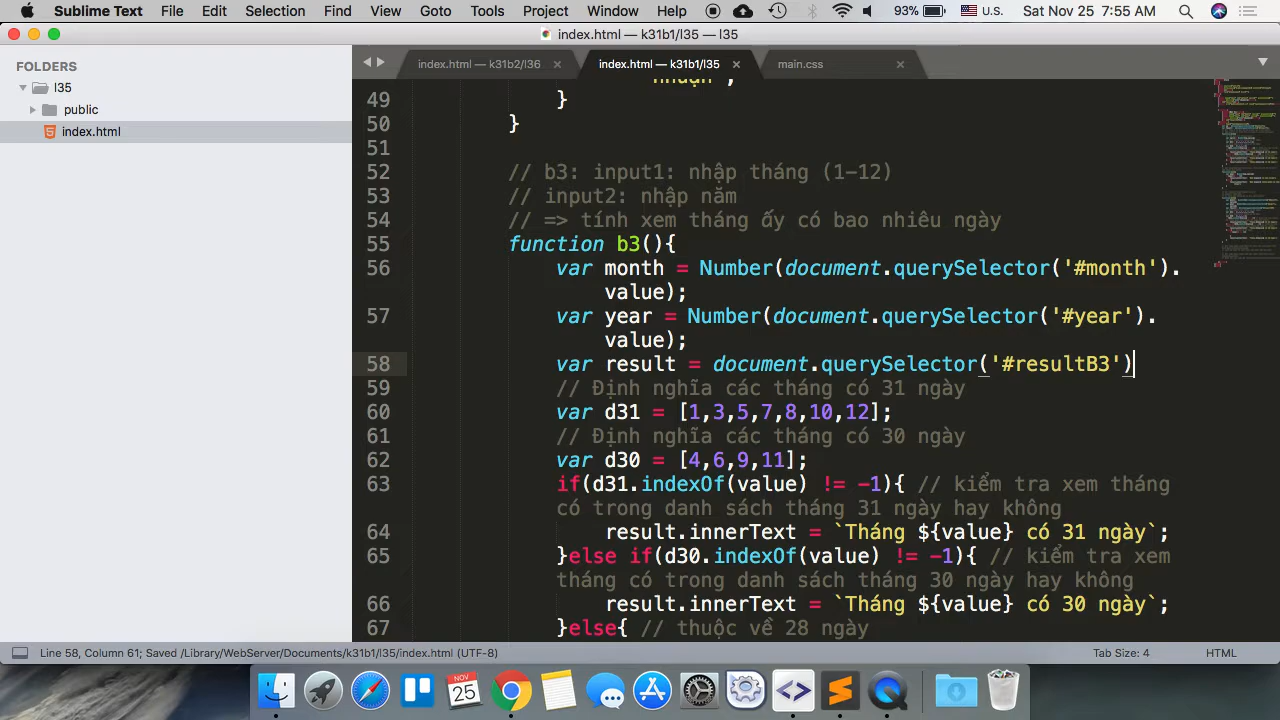 Sublime Text File Edit Selection Find View Goto Tools Project Window Help 93% U.S. Sat Nov 25 7:55 AM
index.html — k31b1/l35 — l35
FOLDERS
l35
public
index.html
index.html — k31b2/l36 × index.html — k31b1/l35 × main.css ×
49 }
50 }
51
52 // b3: input1: nhập tháng (1-12)
53 // input2: nhập năm
54 // => tính xem tháng ấy có bao nhiêu ngày
55 function b3(){
56 var month = Number(document.querySelector('#month').
value);
57 var year = Number(document.querySelector('#year').
value);
58 var result = document.querySelector('#resultB3')
59 // Định nghĩa các tháng có 31 ngày
60 var d31 = [1,3,5,7,8,10,12];
61 // Định nghĩa các tháng có 30 ngày
62 var d30 = [4,6,9,11];
63 if(d31.indexOf(value) != -1){ // kiểm tra xem tháng
có trong danh sách tháng 31 ngày hay không
64 result.innerText = `Tháng ${value} có 31 ngày`;
65 }else if(d30.indexOf(value) != -1){ // kiểm tra xem
tháng có trong danh sách tháng 30 ngày hay không
66 result.innerText = `Tháng ${value} có 30 ngày`;
67 }else{ // thuộc về 28 ngày
Line 58, Column 61; Saved /Library/WebServer/Documents/k31b1/l35/index.html (UTF-8) Tab Size: 4 HTML
NOV
25